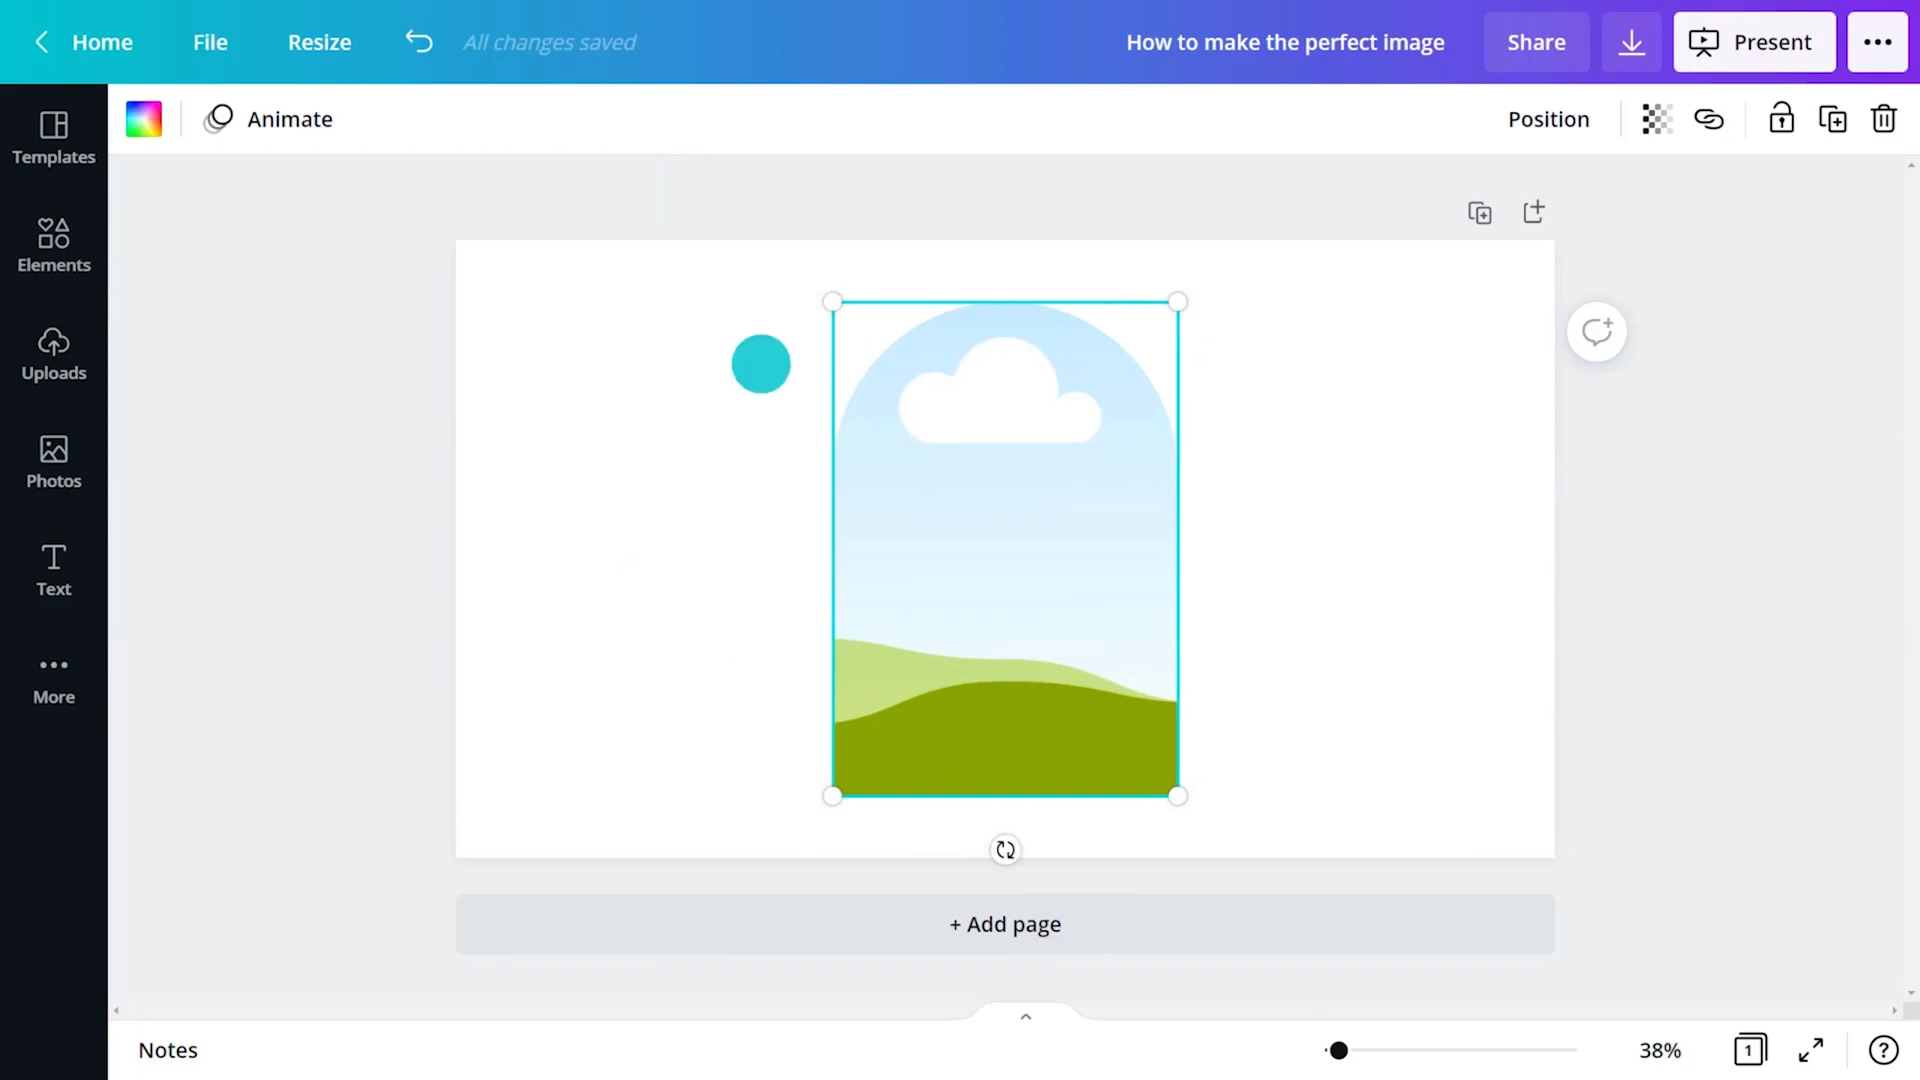 Home
File
Resize
All changes saved
How to make the perfect image
Share
Present
Templates
Animate
Position
Elements
Uploads
Photos
Text
More
+ Add page
Notes
38%
1
?